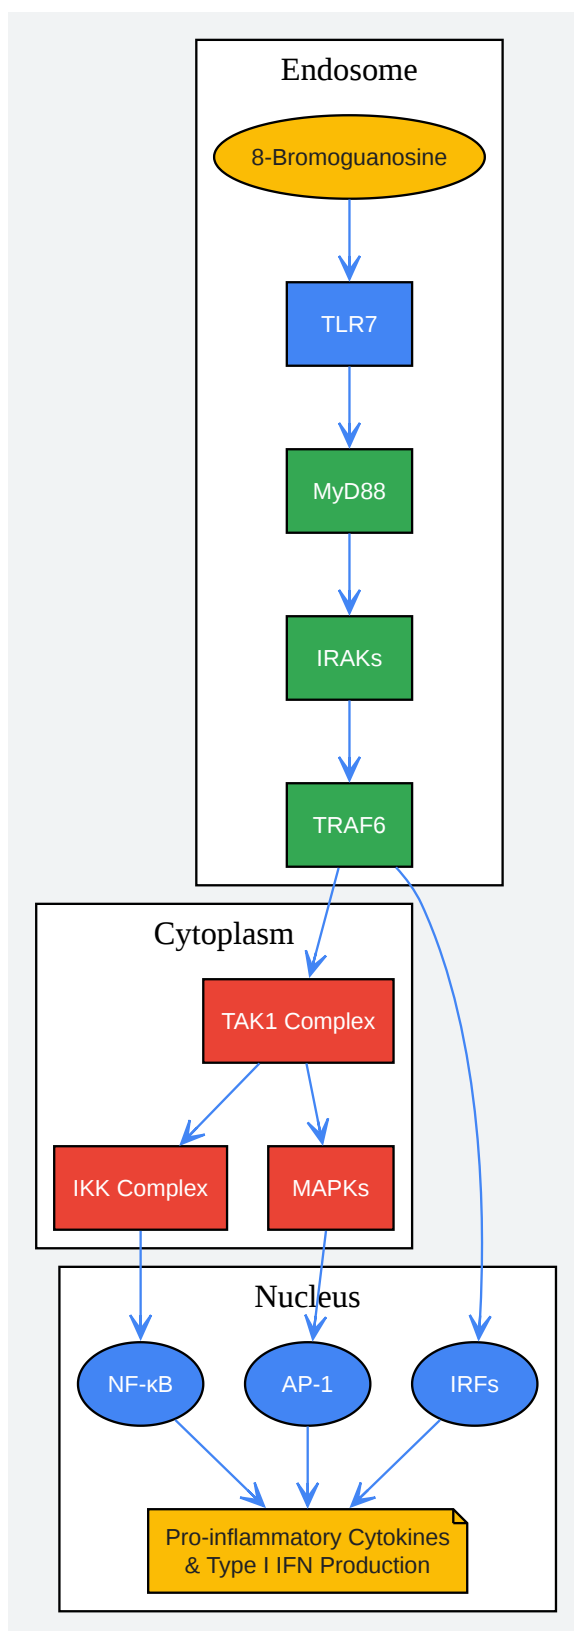 Endosome
8-Bromoguanosine
TLR7
MyD88
IRAKs
TRAF6
Cytoplasm
TAK1 Complex
IKK Complex
MAPKs
Nucleus
NF-κB
AP-1
IRFs
Pro-inflammatory Cytokines
& Type I IFN Production